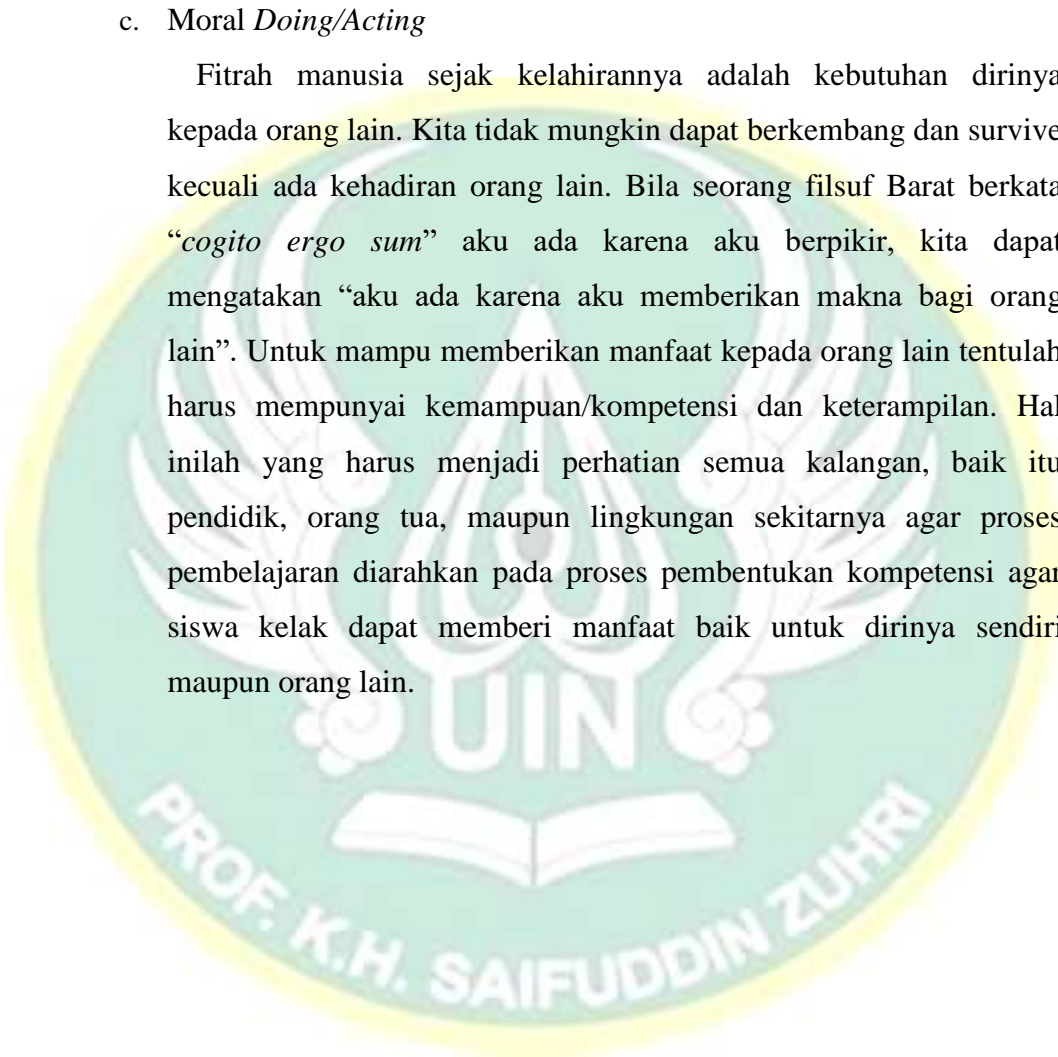 c. Moral Doing/Acting
Fitrah manusia sejak kelahirannya adalah kebutuhan dirinya
kepada orang lain. Kita tidak mungkin dapat berkembang dan survive
kecuali ada kehadiran orang lain. Bila seorang filsuf Barat berkata
“cogito ergo sum” aku ada karena aku berpikir, kita dapat
mengatakan “aku ada karena aku memberikan makna bagi orang
lain”. Untuk mampu memberikan manfaat kepada orang lain tentulah
harus mempunyai kemampuan/kompetensi dan keterampilan. Hal
inilah yang harus menjadi perhatian semua kalangan, baik itu
pendidik, orang tua, maupun lingkungan sekitarnya agar proses
pembelajaran diarahkan pada proses pembentukan kompetensi agar
siswa kelak dapat memberi manfaat baik untuk dirinya sendiri
maupun orang lain.
UIN
PROF. K.H. SAIFUDDIN ZUHRI